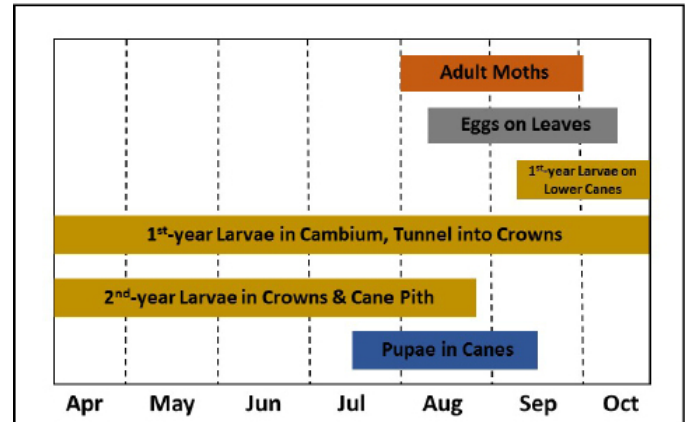 Adult Moths
Eggs on Leaves
1st-year Larvae on
Lower Canes
1st-year Larvae in Cambium, Tunnel into Crowns
2nd-year Larvae in Crowns & Cane Pith
Pupae in Canes
Apr May Jun Jul Aug Sep Oct